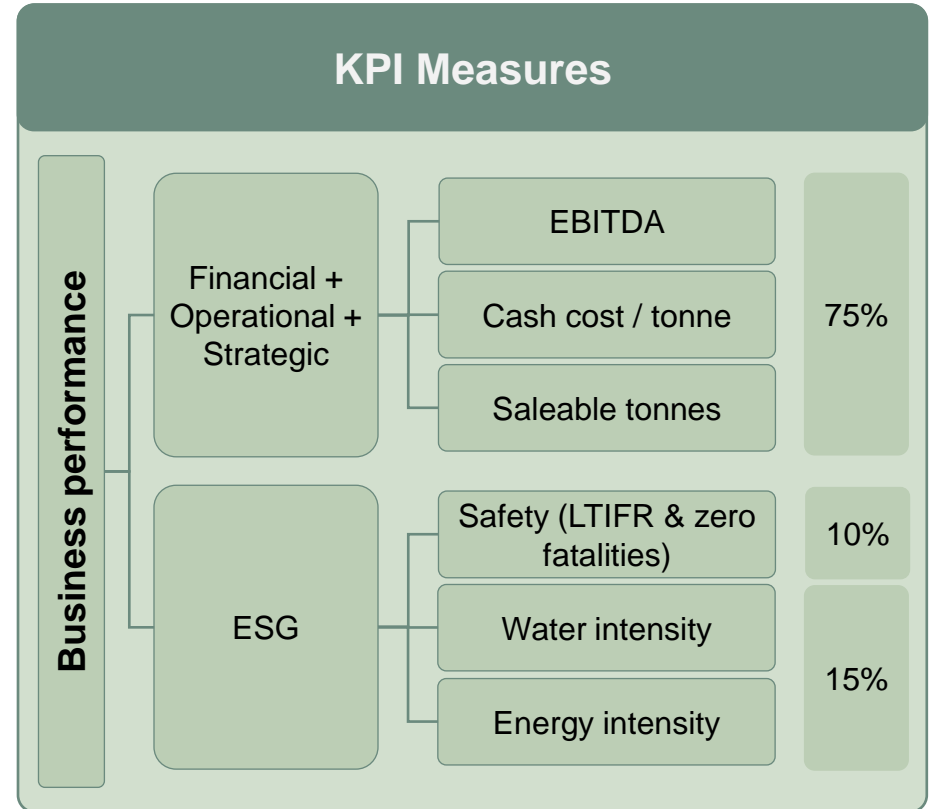 KPI Measures
Business performance
Financial +
Operational +
Strategic
EBITDA
Cash cost / tonne
Saleable tonnes
75%
ESG
Safety (LTIFR & zero
fatalities)
10%
Water intensity
Energy intensity
15%